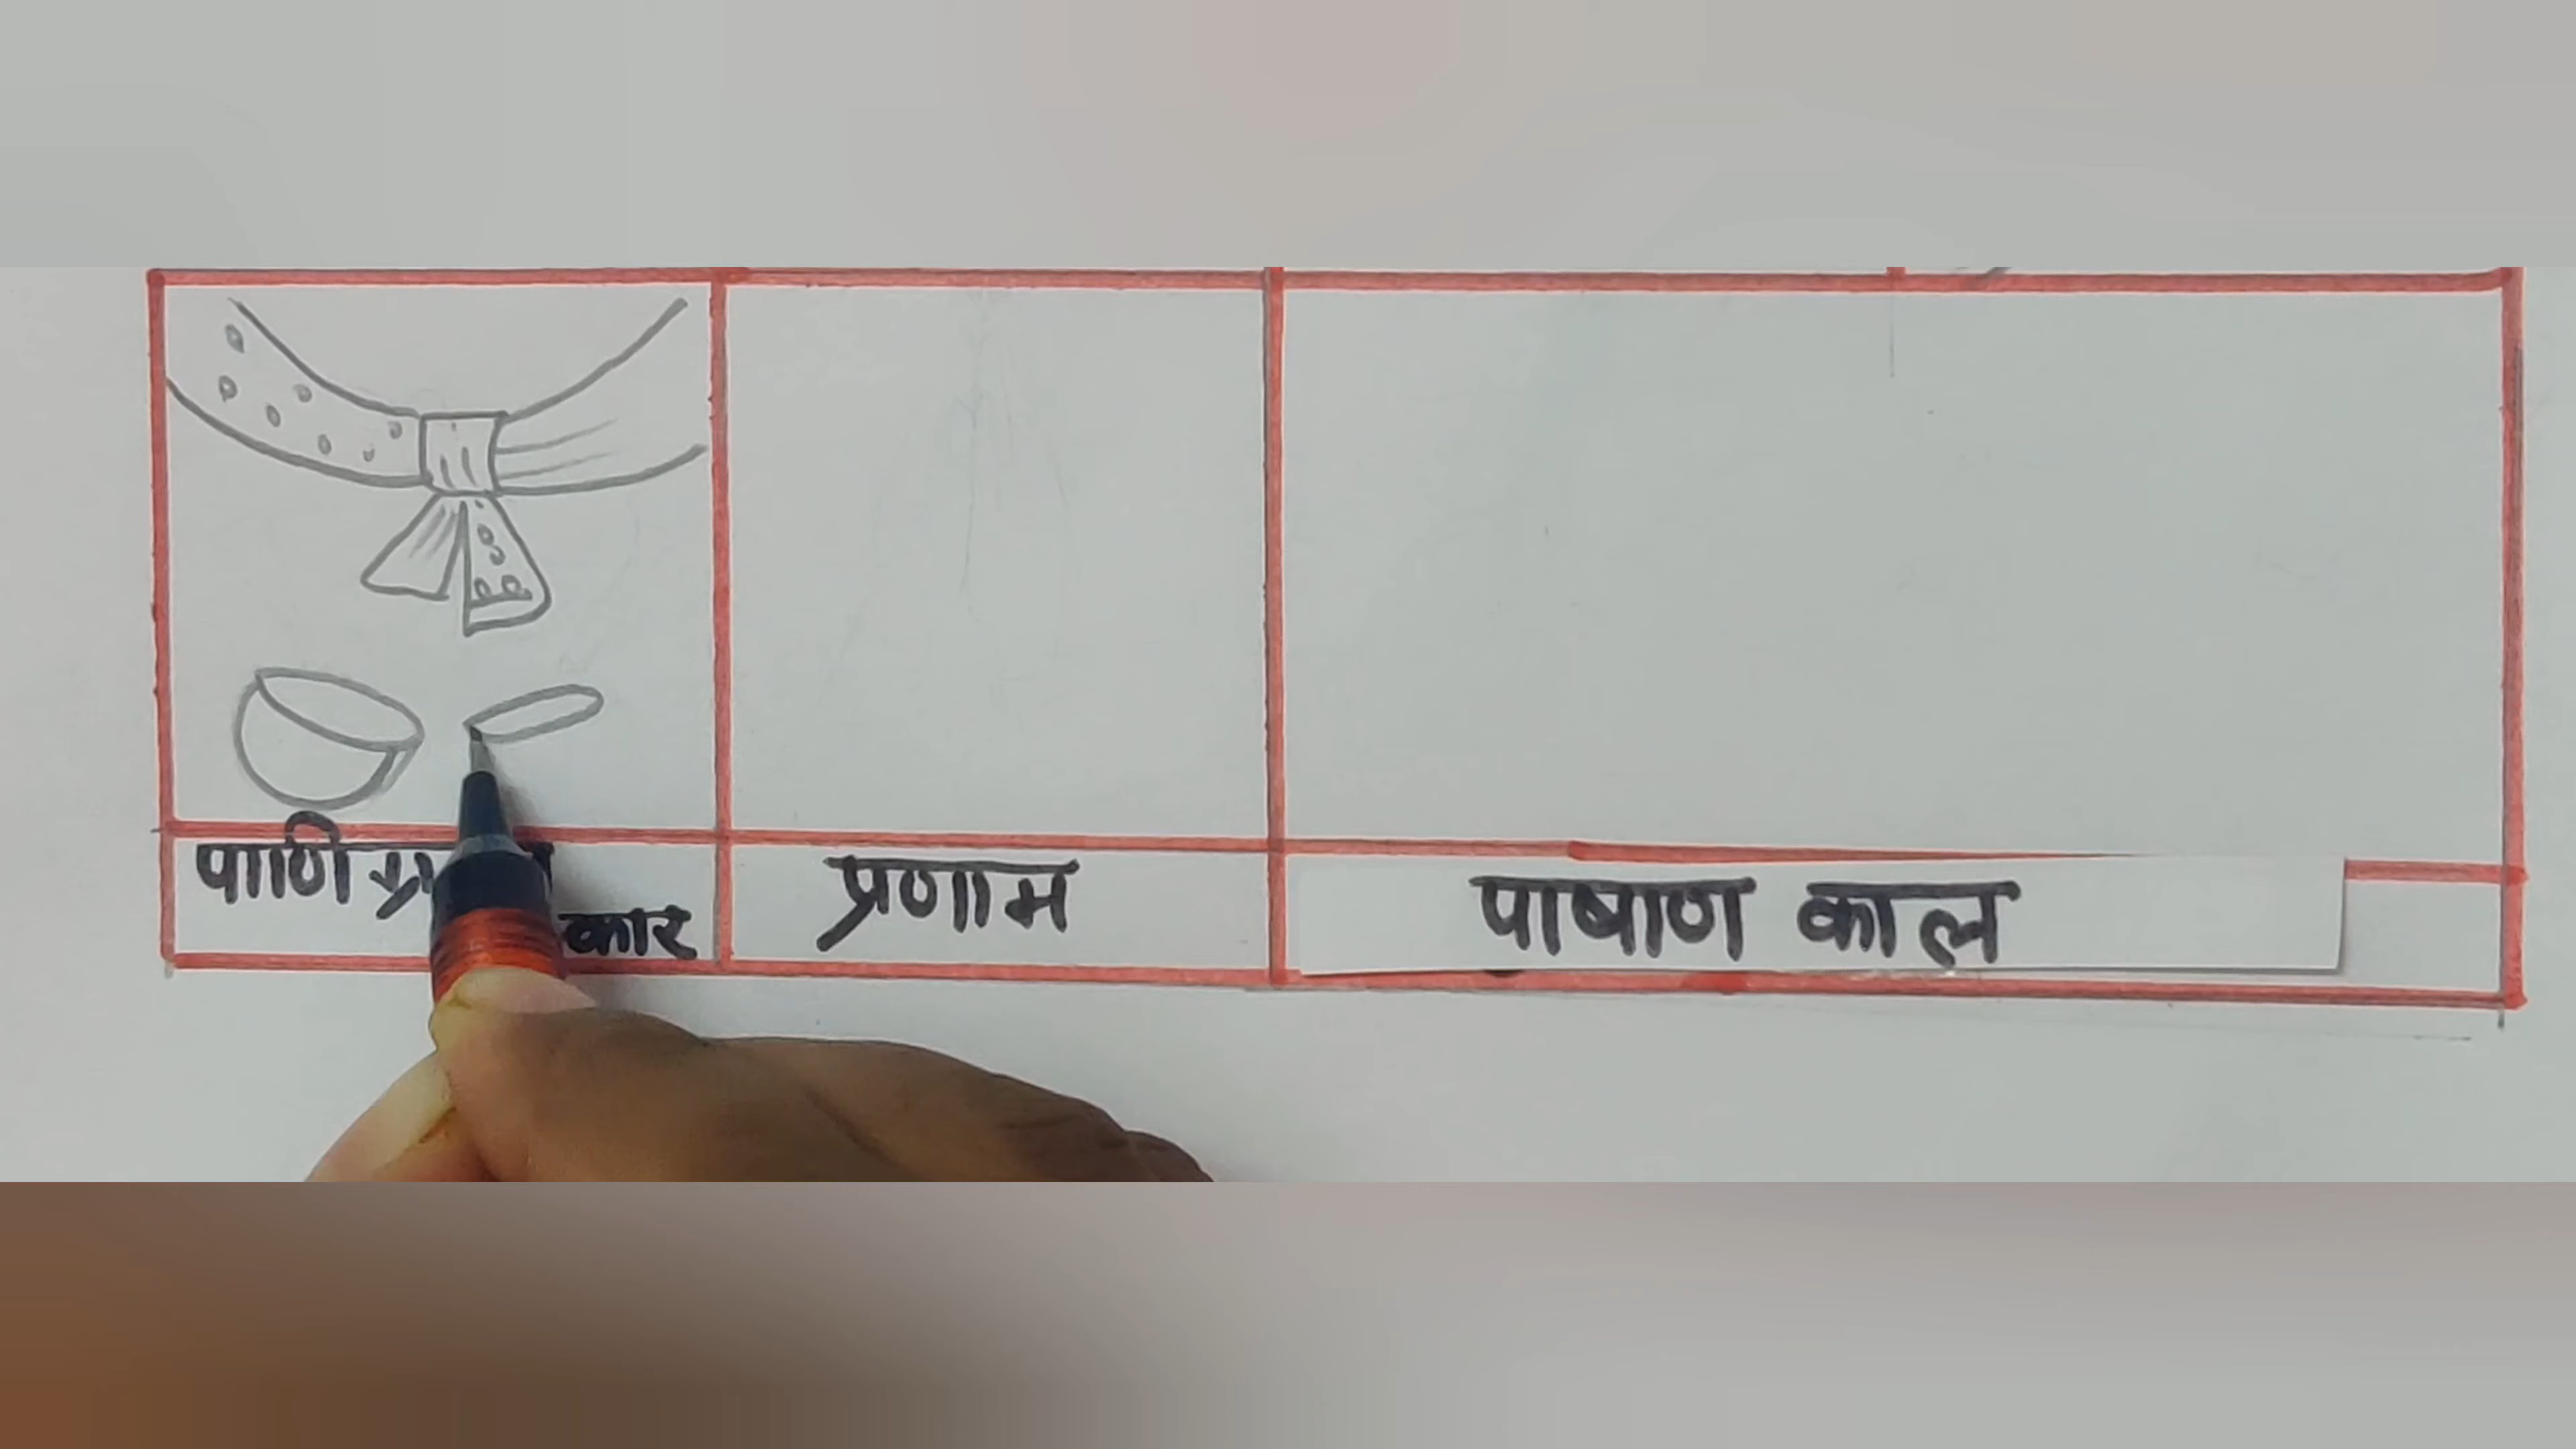 पाणि
कार
प्रणाम
पाषाण काल